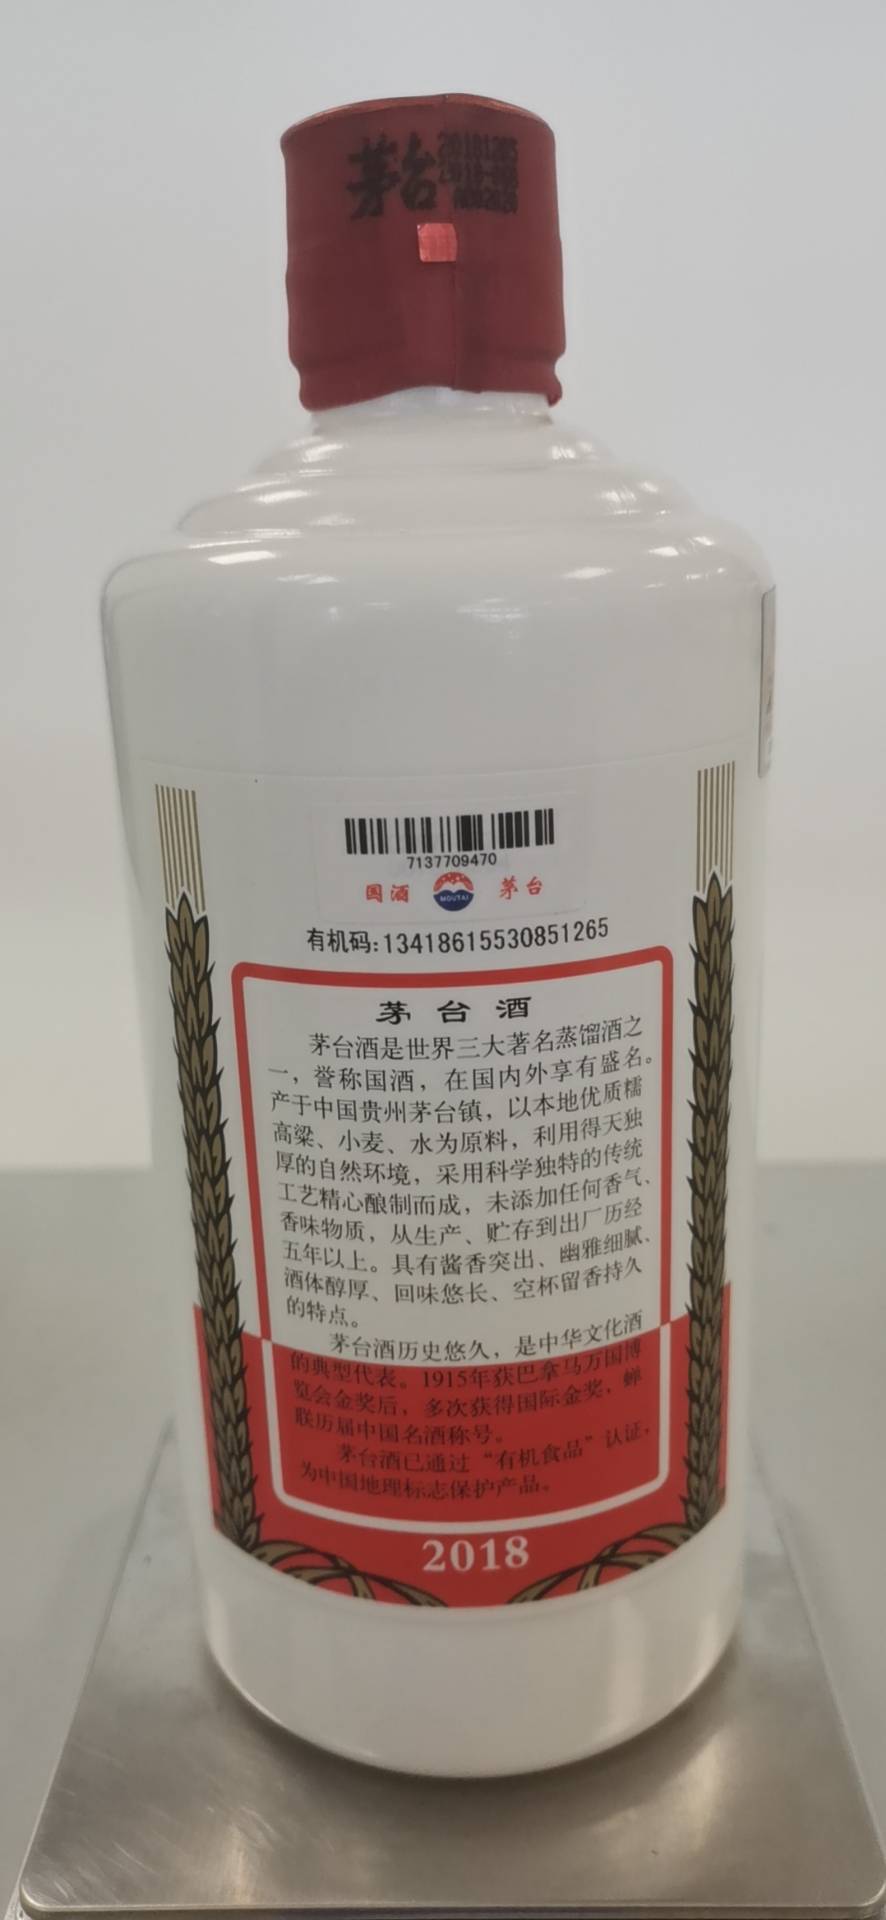 茅台
20181205
7137709470
国酒
MOUTAI
茅台
有机码:13418615530851265
茅台酒
茅台酒是世界三大著名蒸馏酒之
一，誉称国酒，在国内外享有盛名。
产于中国贵州茅台镇，以本地优质糯
高粱、小麦、水为原料，利用得天独
厚的自然环境，采用科学独特的传统
工艺精心酿制而成，未添加任何香气、
香味物质，从生产、贮存到出厂历经
五年以上。具有酱香突出、幽雅细腻、
酒体醇厚、回味悠长、空杯留香持久
的特点。
茅台酒历史悠久，是中华文化酒
的典型代表。1915年获巴拿马万国博
览会金奖后，多次获得国际金奖，蝉
联历届中国名酒称号。
茅台酒已通过“有机食品”认证，
为中国地理标志保护产品。
2018